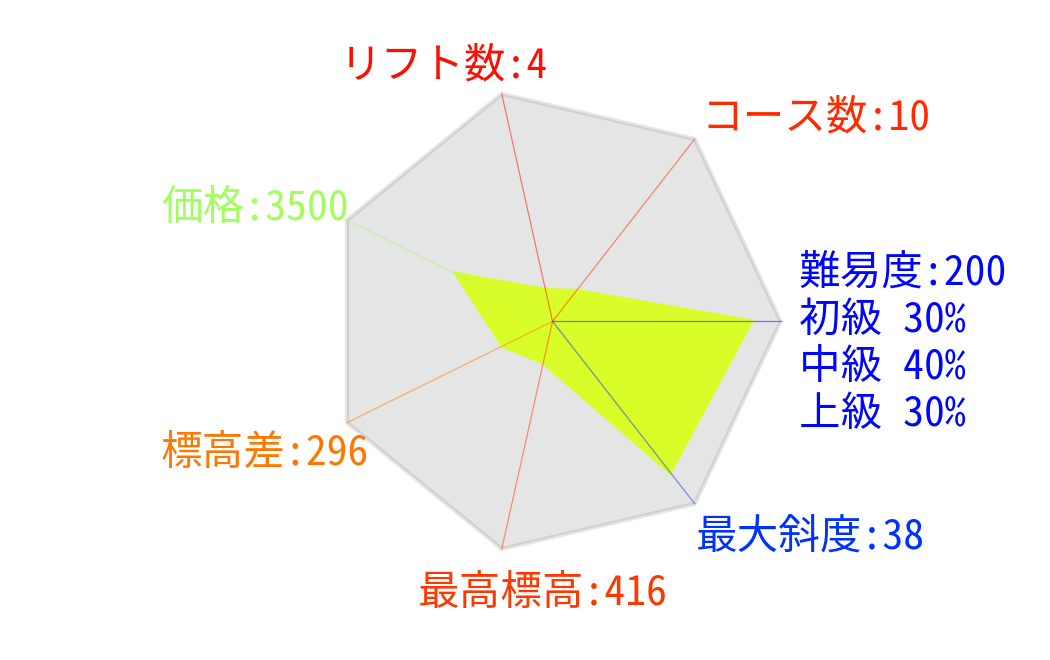 リフト数:4
コース数:10
価格:3500
難易度:200
初級 30%
中級 40%
上級 30%
標高差:296
最大斜度:38
最高標高:416